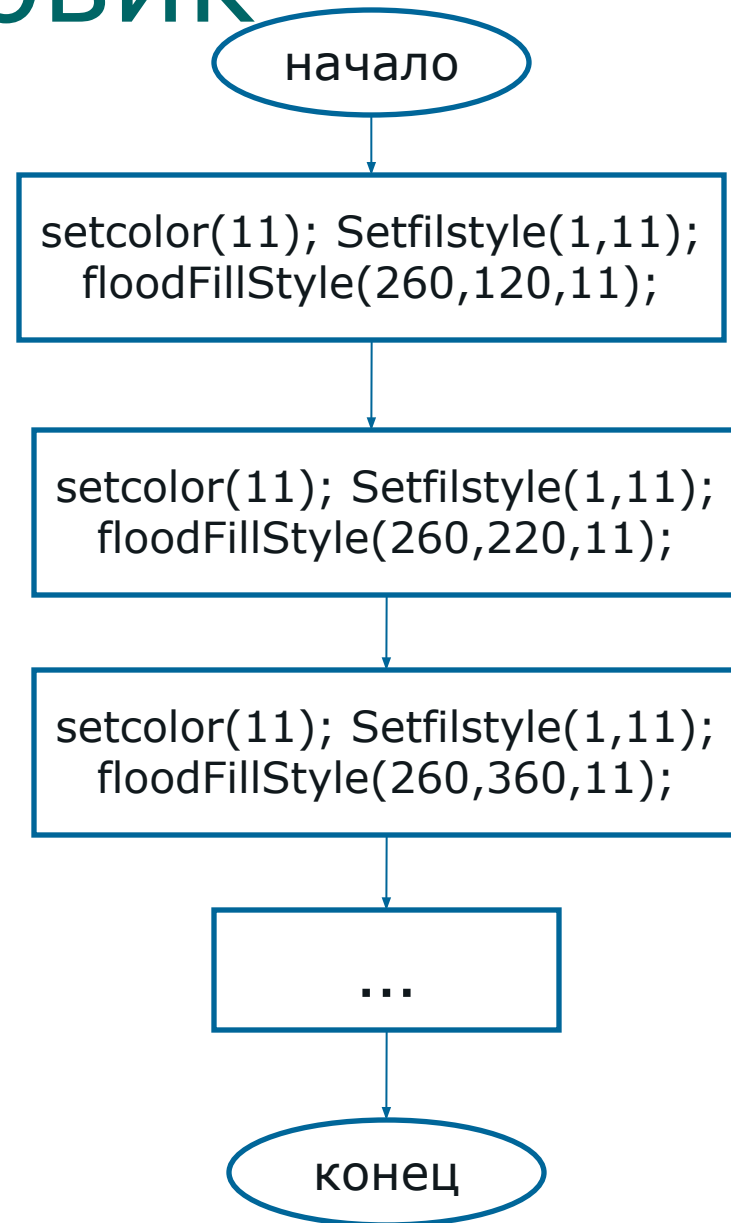 начало
setcolor(11); Setfilstyle(1,11);
floodFillStyle(260,120,11);
setcolor(11); Setfilstyle(1,11);
floodFillStyle(260,220,11);
setcolor(11); Setfilstyle(1,11);
floodFillStyle(260,360,11);
...
конец